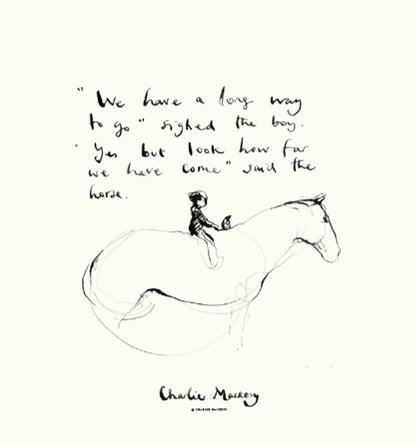 "We have a long way
to go" sighed the boy.
"Yes but look how far
we have come" said the
horse.
Charlie Mackesy
© CHARLIE MACKESY